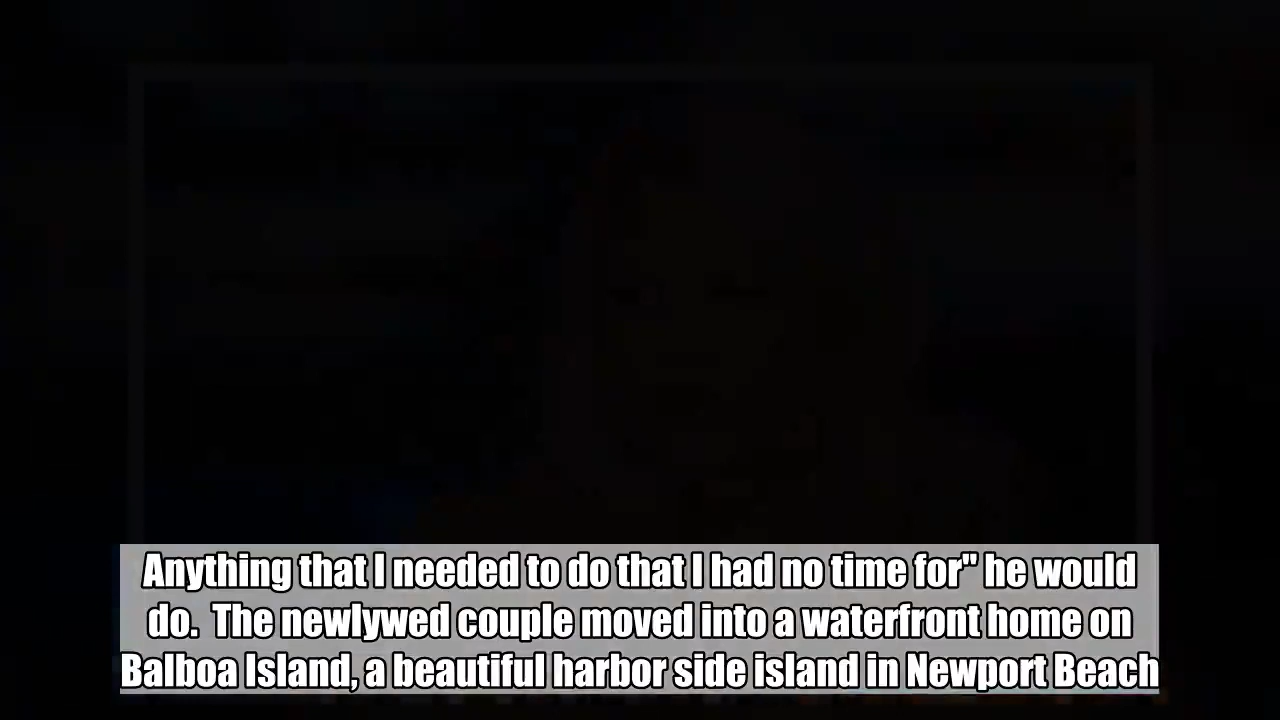 Anything that I needed to do that I had no time for" he would
do.  The newlywed couple moved into a waterfront home on
Balboa Island, a beautiful harbor side island in Newport Beach